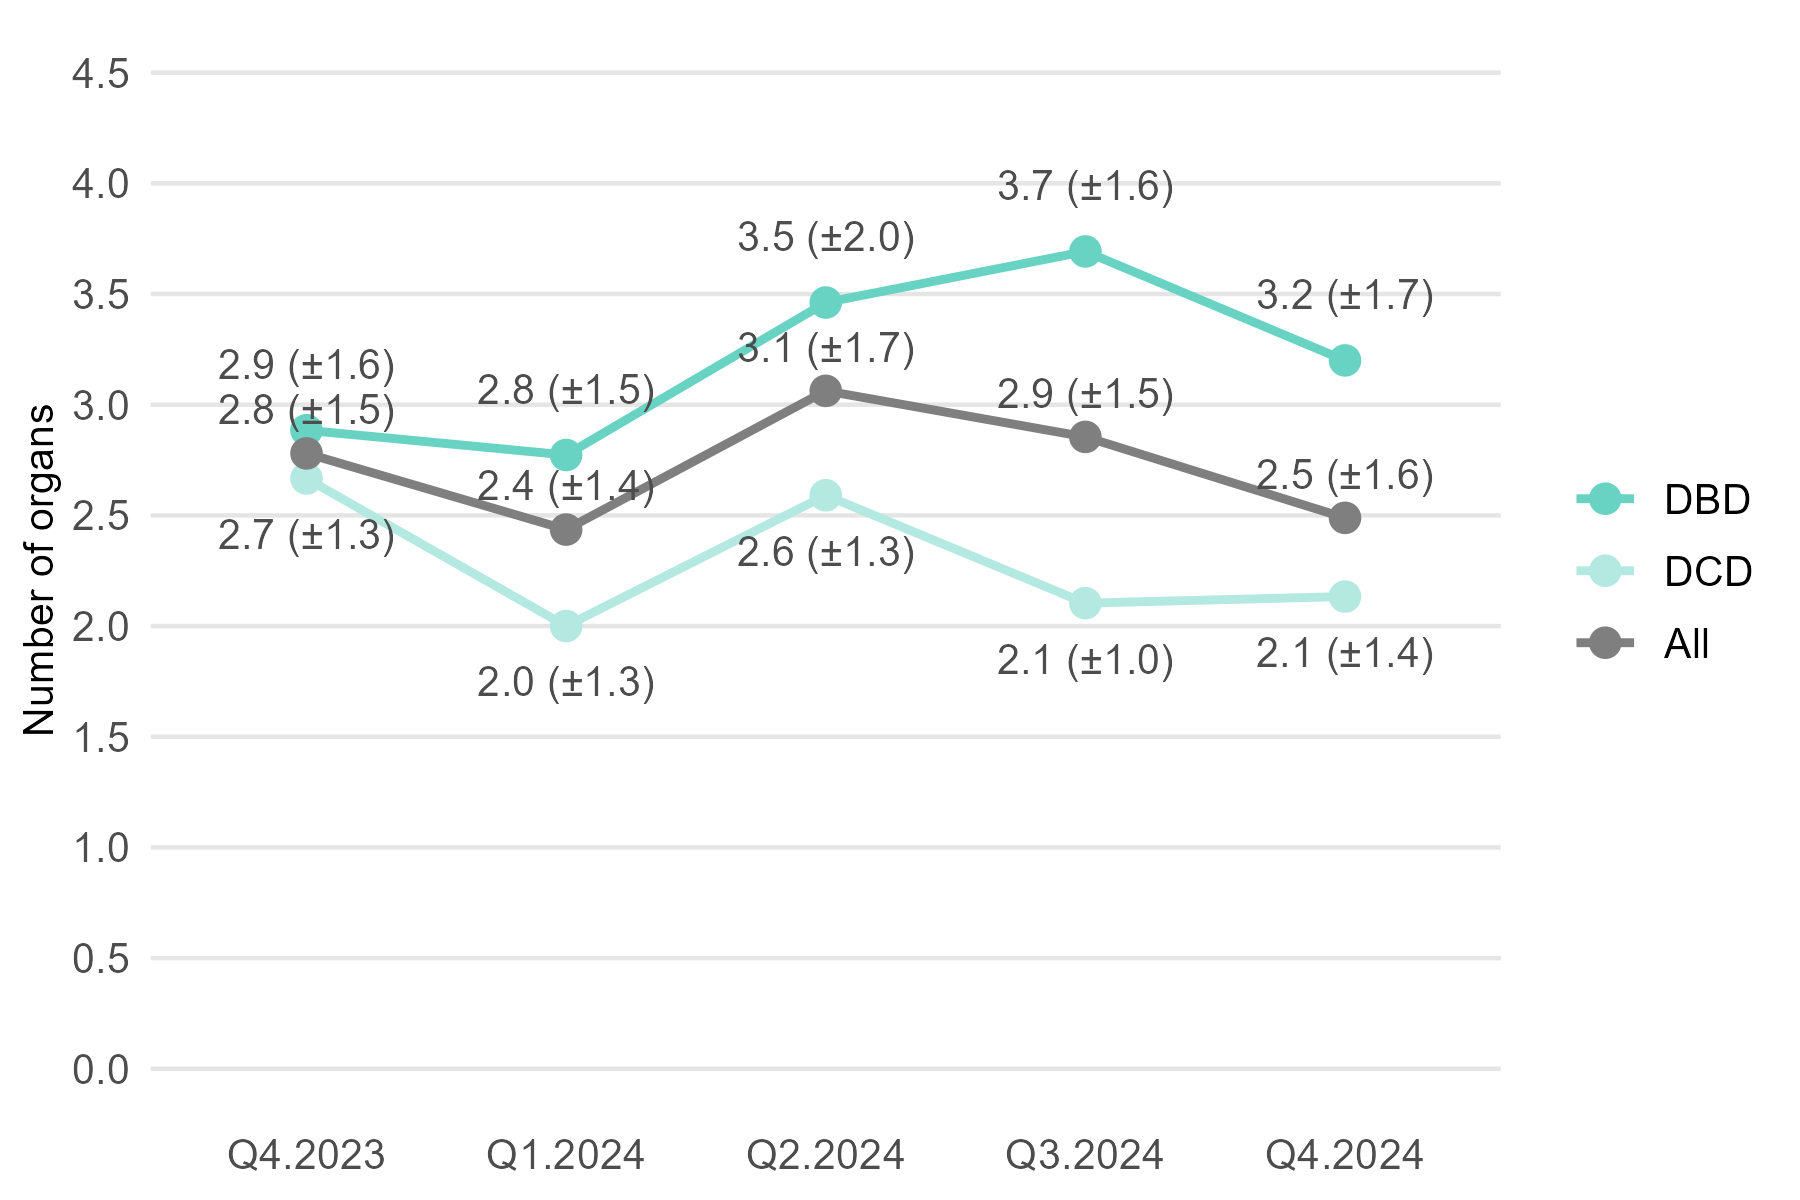 4.5
4.0
3.5
3.0
2.5
2.0
1.5
1.0
0.5
0.0
Number of organs
2.9 (±1.6)
2.8 (±1.5)
2.7 (±1.3)
2.8 (±1.5)
2.4 (±1.4)
2.0 (±1.3)
3.5 (±2.0)
3.1 (±1.7)
2.6 (±1.3)
3.7 (±1.6)
2.9 (±1.5)
2.1 (±1.0)
3.2 (±1.7)
2.5 (±1.6)
2.1 (±1.4)
Q4.2023
Q1.2024
Q2.2024
Q3.2024
Q4.2024
DBD
DCD
All